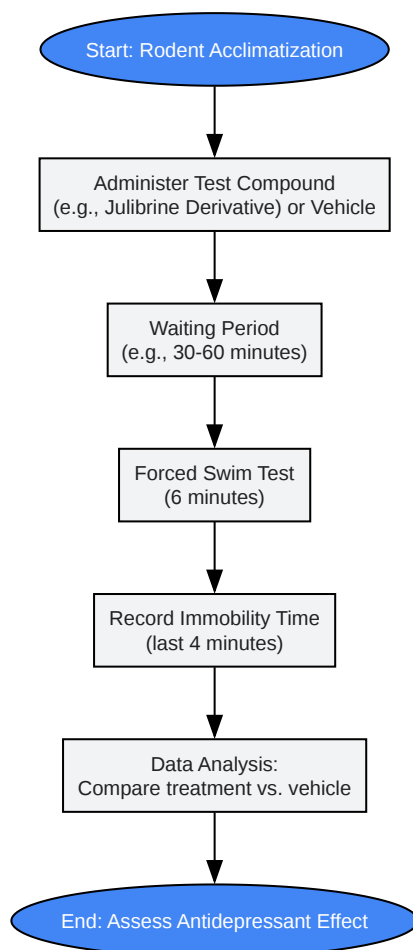 Start: Rodent Acclimatization
Administer Test Compound
(e.g., Julibrine Derivative) or Vehicle
Waiting Period
(e.g., 30-60 minutes)
Forced Swim Test
(6 minutes)
Record Immobility Time
(last 4 minutes)
Data Analysis:
Compare treatment vs. vehicle
End: Assess Antidepressant Effect